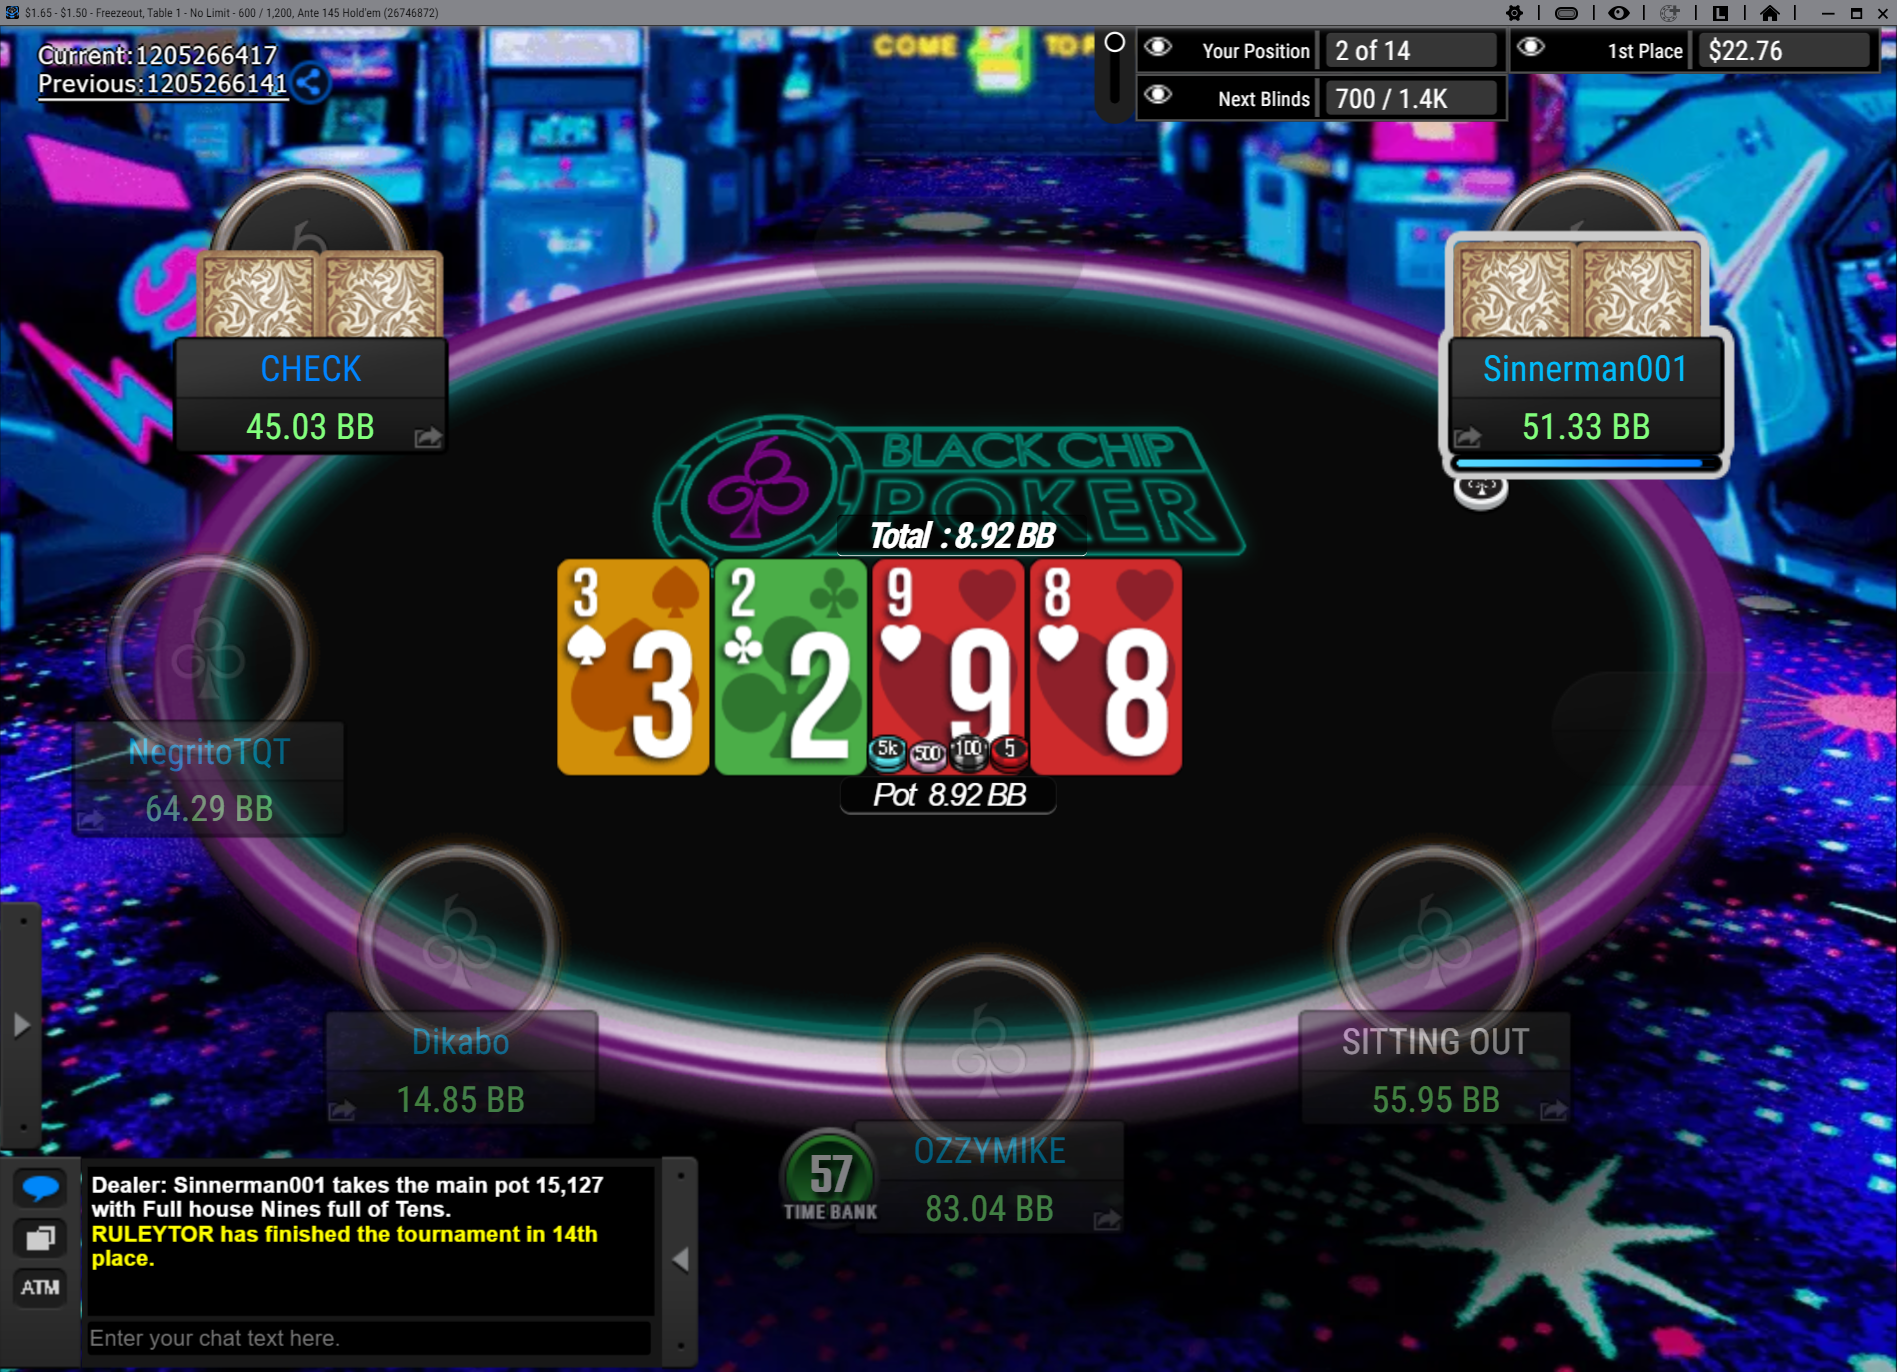 $1.65 - $1.50 - Freezeout, Table 1 - No Limit - 600 / 1,200, Ante 145 Hold'em (26746872)
L
Current:1205266417
Previous:1205266141
COME
Your Position 2 of 14
1st Place $22.76
Next Blinds 700 / 1.4K
CHECK
45.03 BB
Sinnerman001
51.33 BB
BLACK CHIP
POKER
Total : 8.92 BB
3 2 9 8
3 2 9 8
5k 500 100 5
Pot 8.92 BB
NegritoTQT
64.29 BB
Dikabo
14.85 BB
SITTING OUT
55.95 BB
57
TIME BANK
OZZYMIKE
83.04 BB
Dealer: Sinnerman001 takes the main pot 15,127
with Full house Nines full of Tens.
RULEYTOR has finished the tournament in 14th
place.
ATM
Enter your chat text here.